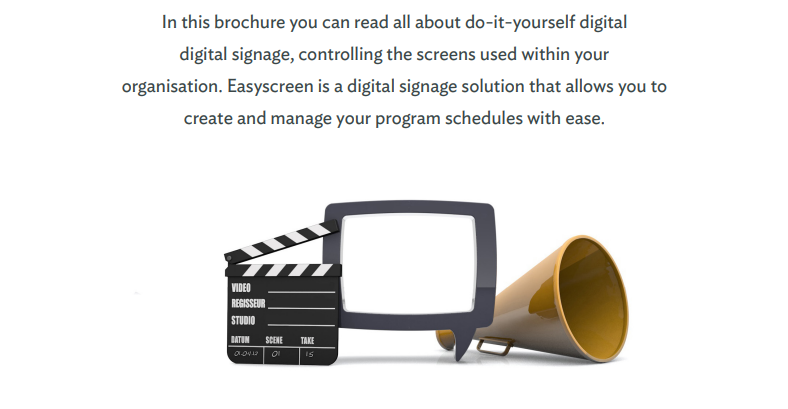 In this brochure you can read all about do-it-yourself digital
digital signage, controlling the screens used within your
organisation. Easyscreen is a digital signage solution that allows you to
create and manage your program schedules with ease.
VIDEO
REGISSEUR
STUDIO
DATUM SCENE TAKE
01 15